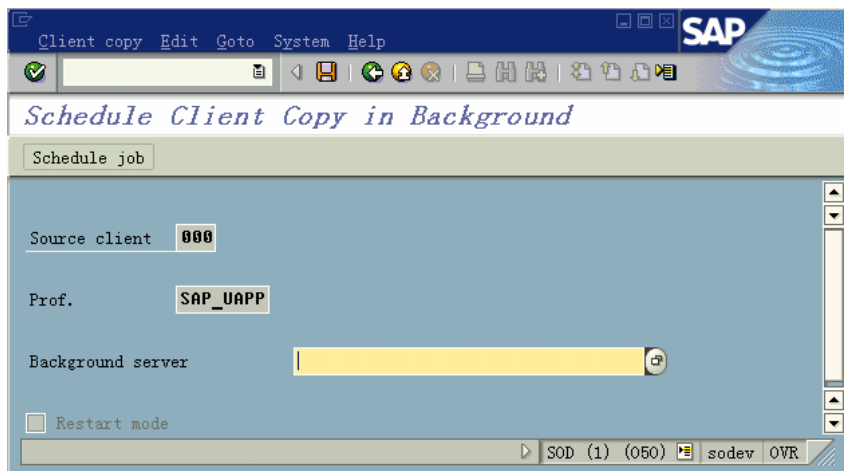 Client copy Edit Goto System Help
SAP
Schedule Client Copy in Background
Schedule job
Source client 000
Prof. SAP_UAPP
Background server
Restart mode
SOD (1) (050) sodev OVR